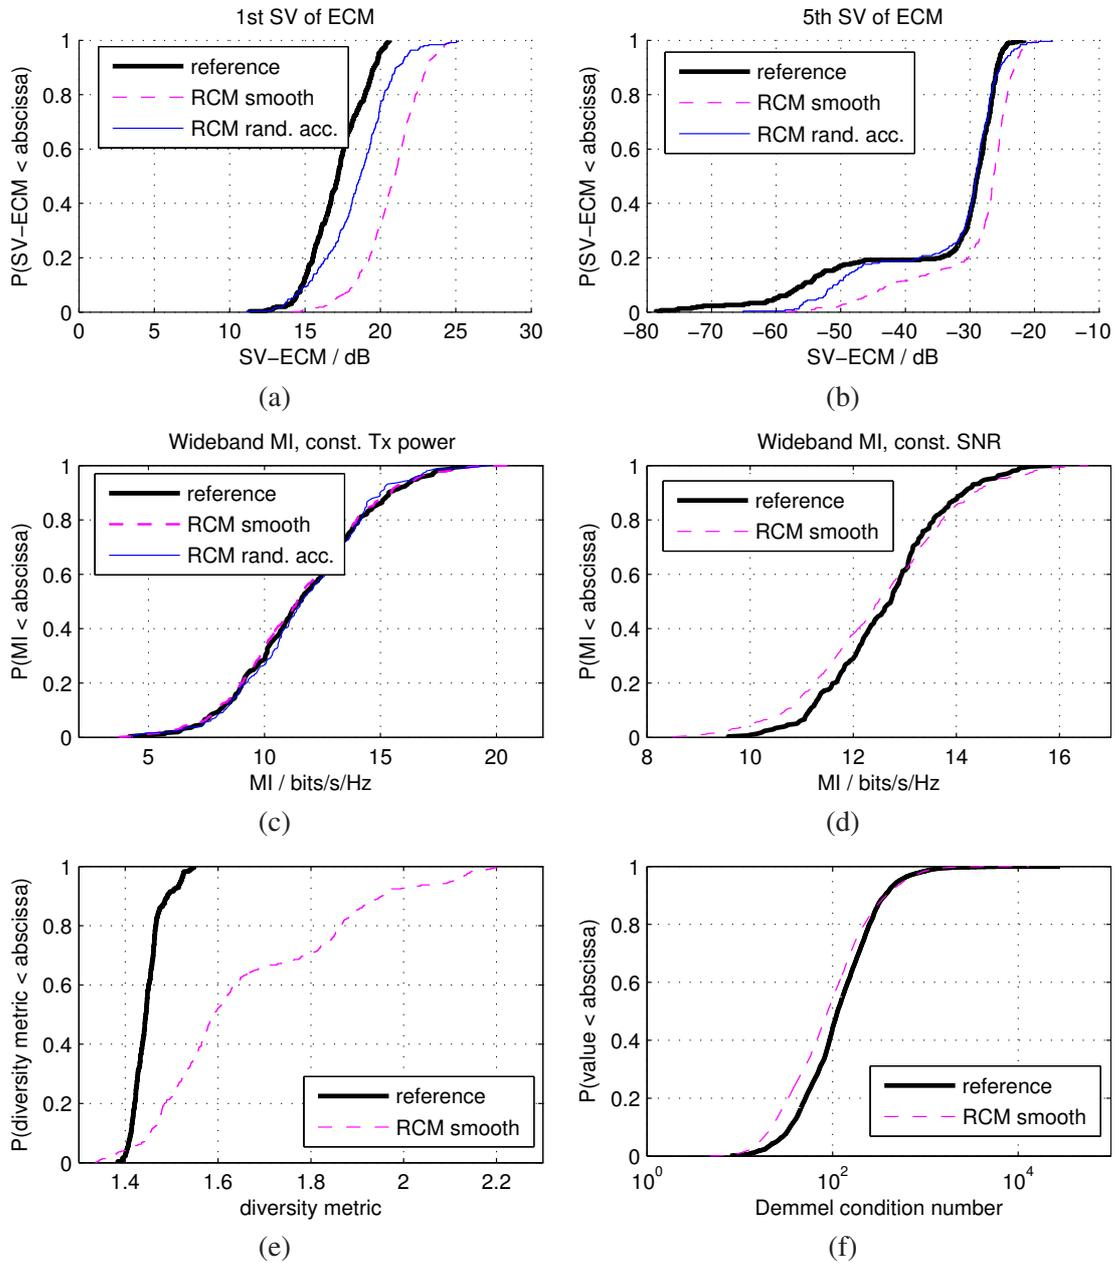 1st SV of ECM
P(SV−ECM < abscissa)
1
0.8
0.6
0.4
0.2
0
reference
RCM smooth
RCM rand. acc.
0 5 10 15 20 25 30
SV−ECM / dB
(a)
5th SV of ECM
P(SV−ECM < abscissa)
1
0.8
0.6
0.4
0.2
0
reference
RCM smooth
RCM rand. acc.
−80 −70 −60 −50 −40 −30 −20 −10
SV−ECM / dB
(b)
Wideband MI, const. Tx power
P(MI < abscissa)
1
0.8
0.6
0.4
0.2
0
reference
RCM smooth
RCM rand. acc.
5 10 15 20
MI / bits/s/Hz
(c)
Wideband MI, const. SNR
P(MI < abscissa)
1
0.8
0.6
0.4
0.2
0
reference
RCM smooth
8 10 12 14 16
MI / bits/s/Hz
(d)
P(diversity metric < abscissa)
1
0.8
0.6
0.4
0.2
0
reference
RCM smooth
1.4 1.6 1.8 2 2.2
diversity metric
(e)
P(value < abscissa)
1
0.8
0.6
0.4
0.2
0
reference
RCM smooth
10^0 10^2 10^4
Demmel condition number
(f)